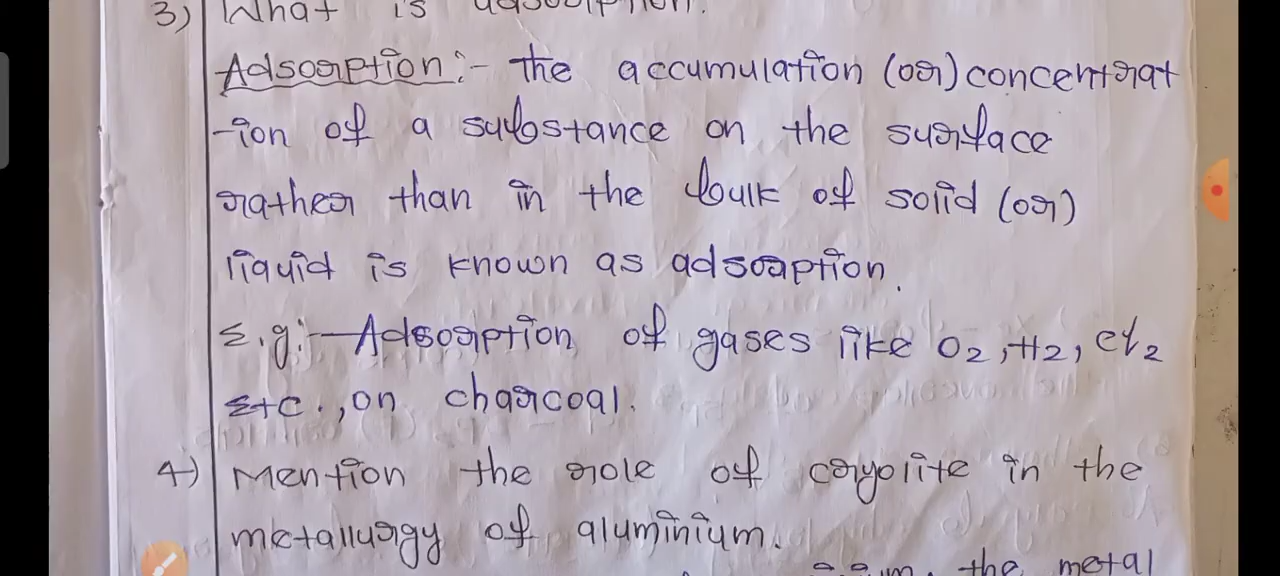 3) What is adsorption.
Adsorption:- the accumulation (or) concentrat
-ion of a substance on the surface
rather than in the bulk of solid (or)
liquid is known as adsorption.
E.g:- Adsorption of gases like O2, H2, Cl2
Etc., on charcoal.
4) Mention the role of cryolite in the
metallurgy of aluminium.
the metal